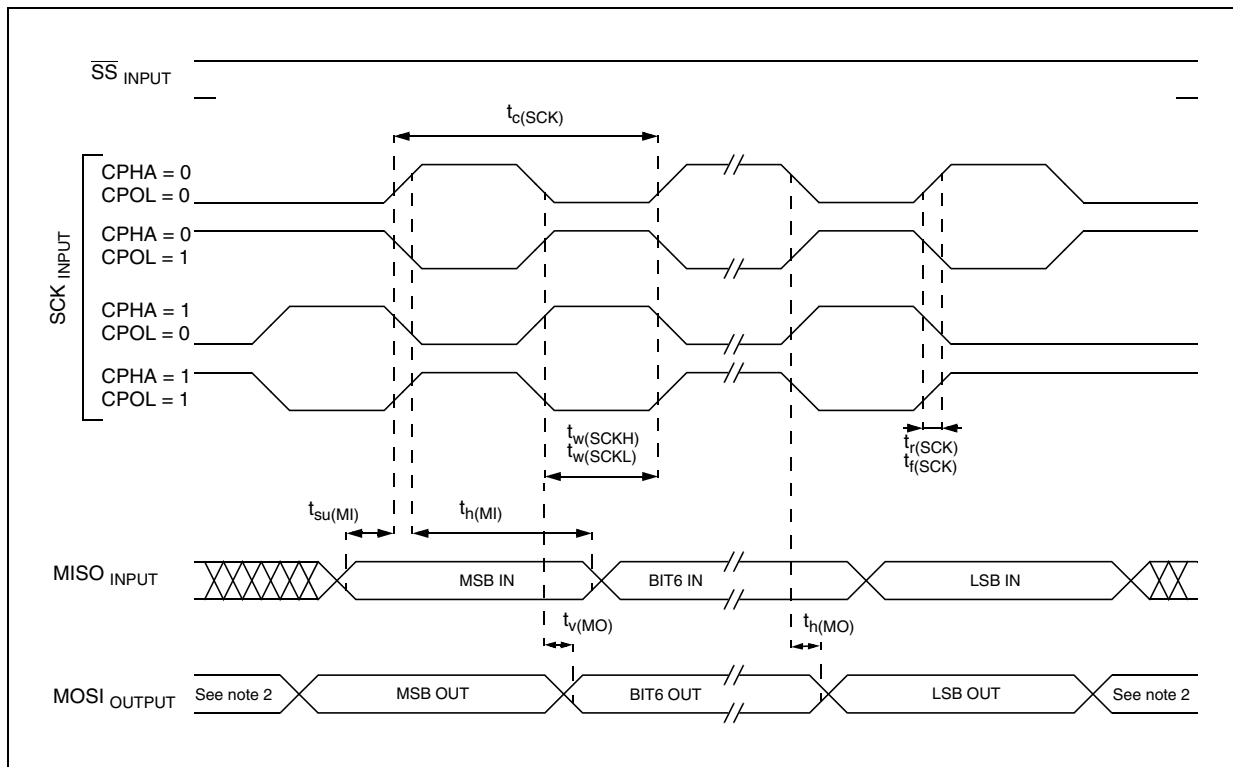 SS INPUT
tc(SCK)
SCK INPUT
CPHA = 0
CPOL = 0
CPHA = 0
CPOL = 1
CPHA = 1
CPOL = 0
CPHA = 1
CPOL = 1
tw(SCKH)
tw(SCKL)
tr(SCK)
tf(SCK)
tsu(MI)
th(MI)
MISO INPUT
MSB IN
BIT6 IN
LSB IN
tv(MO)
th(MO)
MOSI OUTPUT
See note 2
MSB OUT
BIT6 OUT
LSB OUT
See note 2